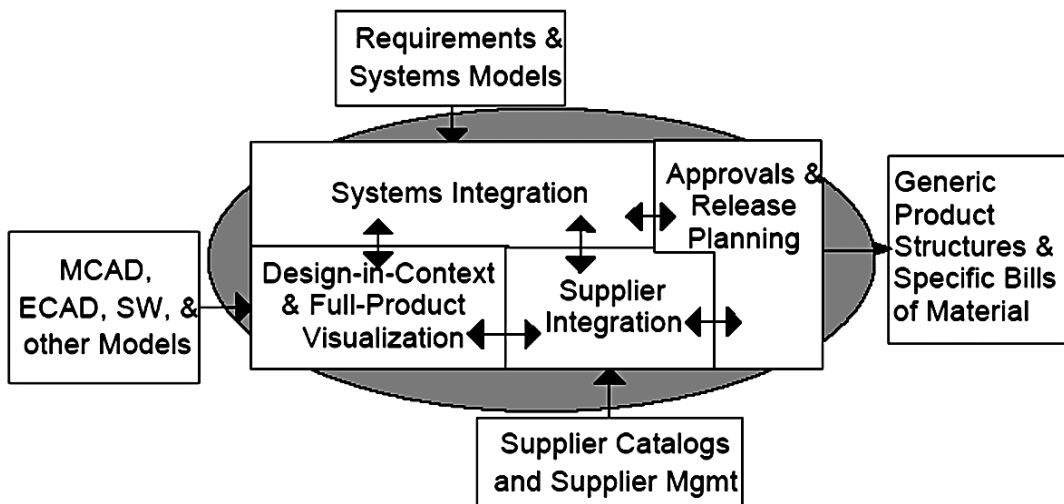 Requirements &
Systems Models
Systems Integration
Approvals &
Release
Planning
Generic
Product
Structures &
Specific Bills
of Material
MCAD,
ECAD, SW, &
other Models
Design-in-Context
& Full-Product
Visualization
Supplier
Integration
Supplier Catalogs
and Supplier Mgmt